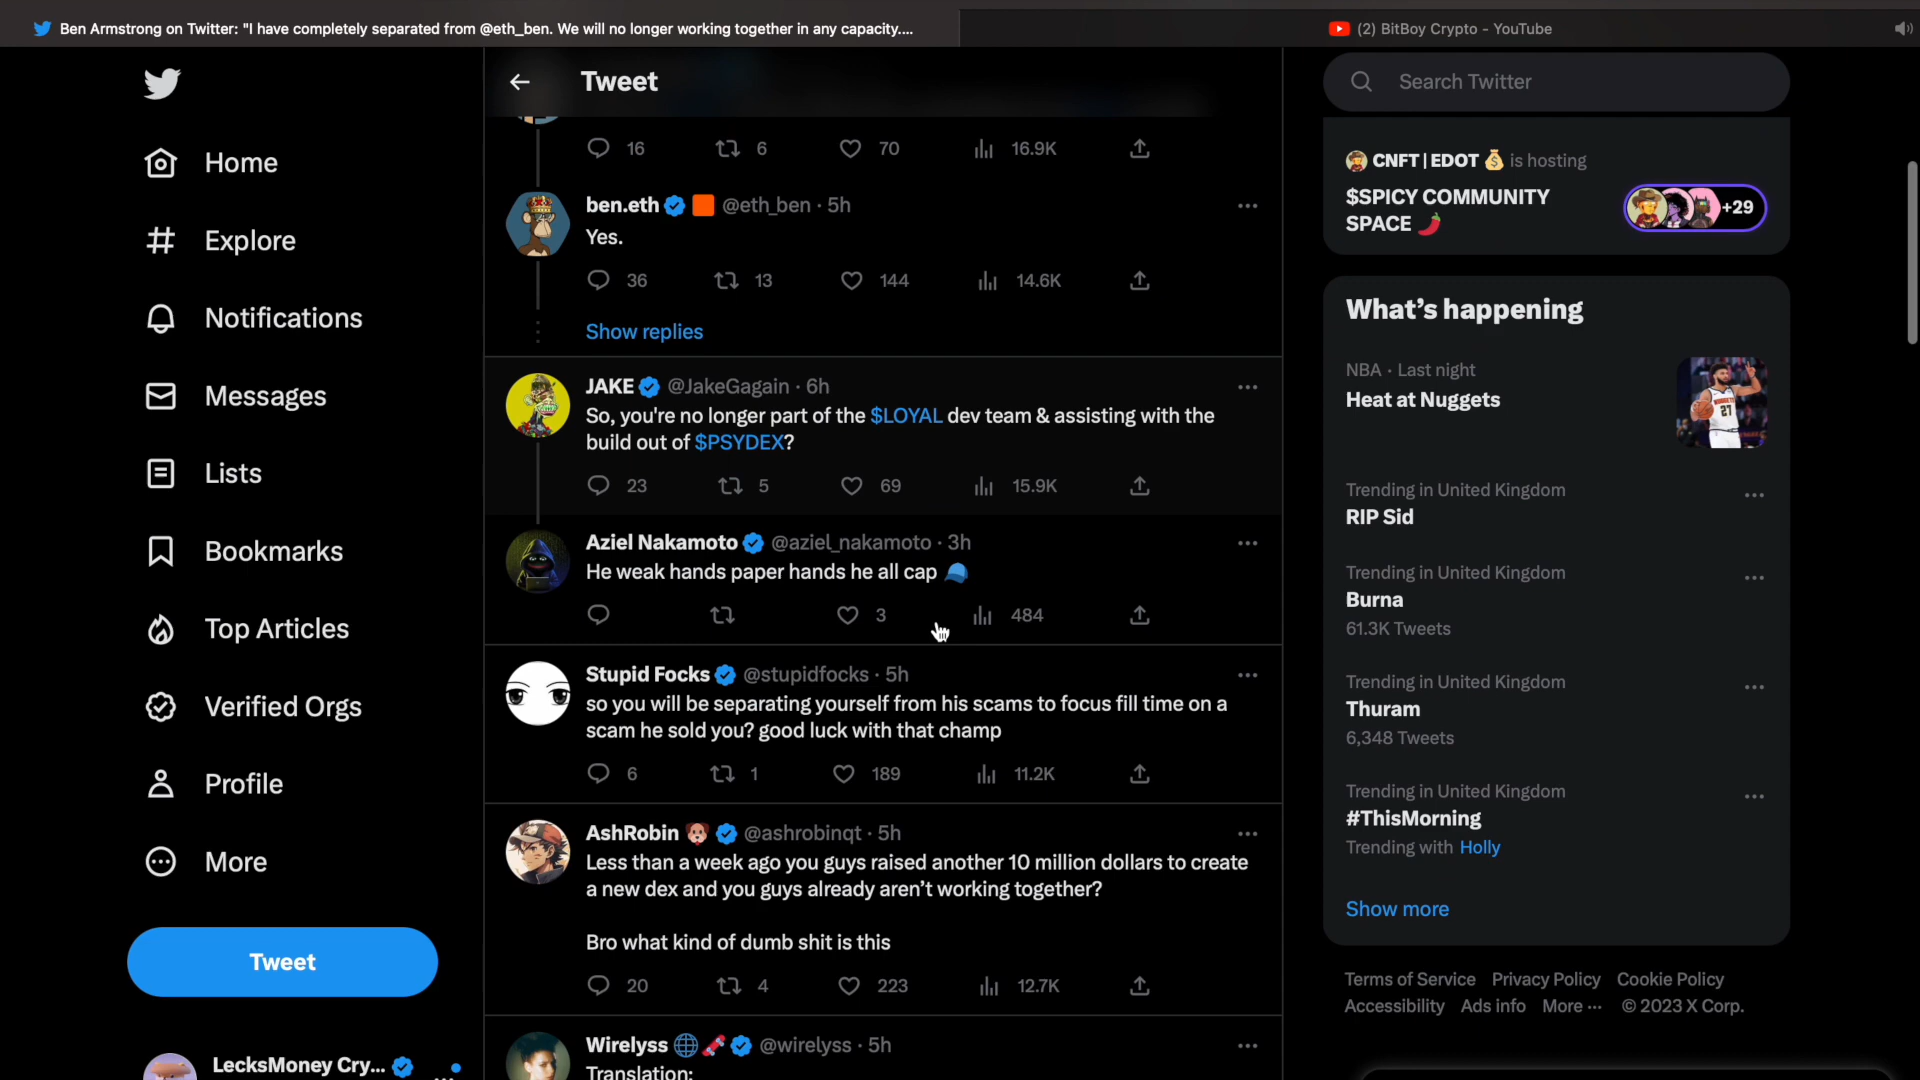 Ben Armstrong on Twitter: "I have completely separated from @eth_ben. We will no longer working together in any capacity....
(2) BitBoy Crypto - YouTube
Home
Explore
Notifications
Messages
Lists
Bookmarks
Top Articles
Verified Orgs
Profile
More
Tweet
LecksMoney Cry...
Tweet
16 6 70 16.9K
ben.eth @eth_ben · 5h
Yes.
36 13 144 14.6K
Show replies
JAKE @JakeGagain · 6h
So, you're no longer part of the $LOYAL dev team & assisting with the
build out of $PSYDEX?
23 5 69 15.9K
Aziel Nakamoto @aziel_nakamoto · 3h
He weak hands paper hands he all cap
3 484
Stupid Focks @stupidfocks · 5h
so you will be separating yourself from his scams to focus fill time on a
scam he sold you? good luck with that champ
6 1 189 11.2K
AshRobin @ashrobinqt · 5h
Less than a week ago you guys raised another 10 million dollars to create
a new dex and you guys already aren't working together?
Bro what kind of dumb shit is this
20 4 223 12.7K
Wirelyss @wirelyss · 5h
Translation:
Search Twitter
CNFT | EDOT is hosting
$SPICY COMMUNITY
SPACE
+29
What's happening
NBA · Last night
Heat at Nuggets
27
Trending in United Kingdom
RIP Sid
Trending in United Kingdom
Burna
61.3K Tweets
Trending in United Kingdom
Thuram
6,348 Tweets
Trending in United Kingdom
#ThisMorning
Trending with Holly
Show more
Terms of Service Privacy Policy Cookie Policy
Accessibility Ads info More ··· © 2023 X Corp.